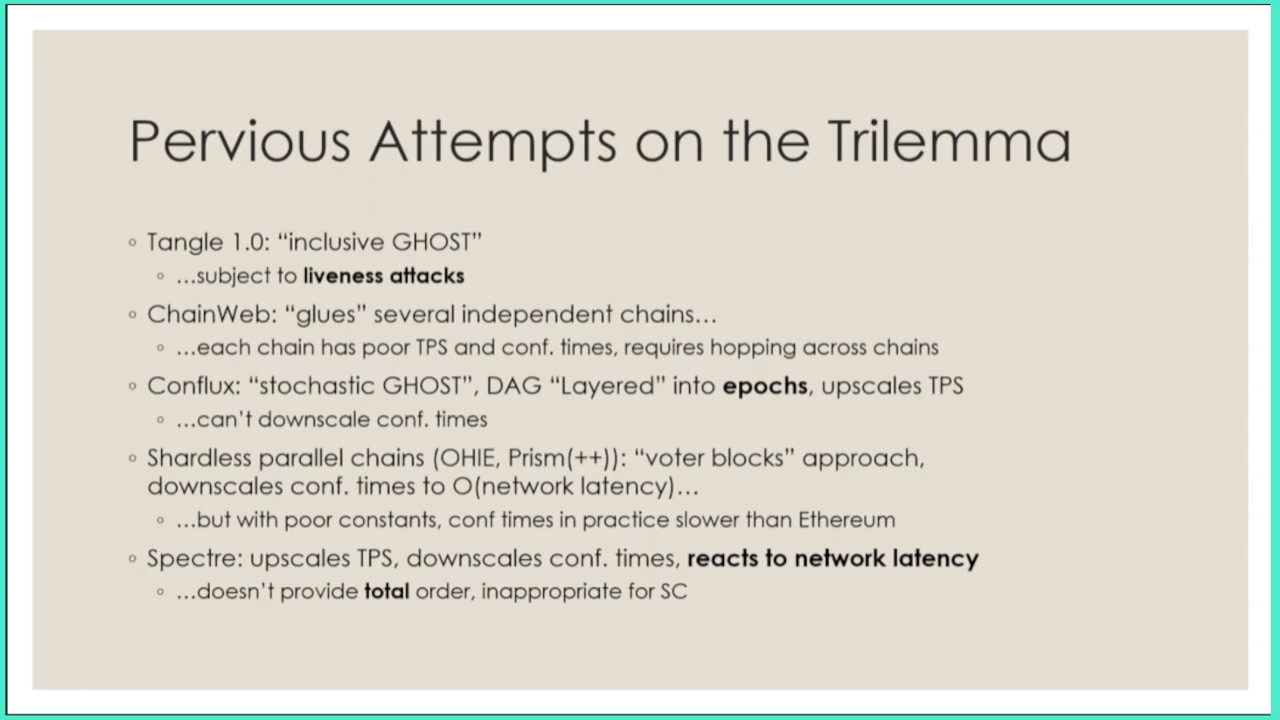 Pervious Attempts on the Trilemma
◦ Tangle 1.0: “inclusive GHOST”
◦ …subject to liveness attacks
◦ ChainWeb: “glues” several independent chains…
◦ …each chain has poor TPS and conf. times, requires hopping across chains
◦ Conflux: “stochastic GHOST”, DAG “Layered” into epochs, upscales TPS
◦ …can’t downscale conf. times
◦ Shardless parallel chains (OHIE, Prism(++)): “voter blocks” approach,
downscales conf. times to O(network latency)…
◦ …but with poor constants, conf times in practice slower than Ethereum
◦ Spectre: upscales TPS, downscales conf. times, reacts to network latency
◦ …doesn’t provide total order, inappropriate for SC